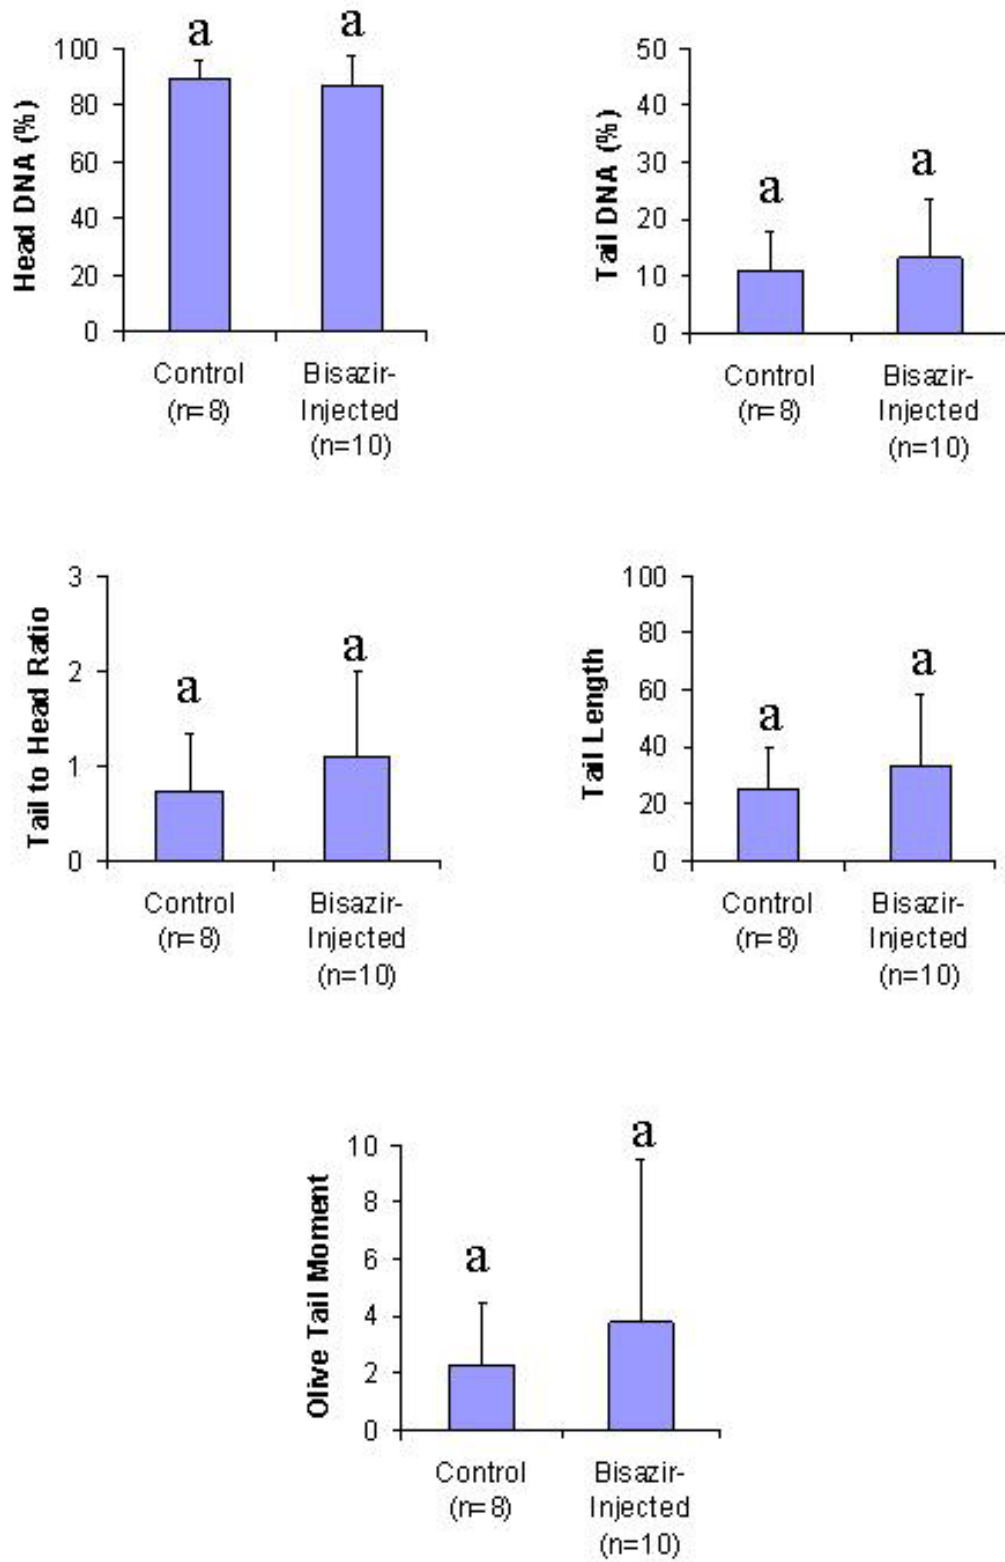 a a
Head DNA (%)
100
80
60
40
20
0
Control
(n=8)
Bisazir-
Injected
(n=10)
a a
Tail DNA (%)
50
40
30
20
10
0
Control
(n=8)
Bisazir-
Injected
(n=10)
a a
Tail to Head Ratio
3
2
1
0
Control
(n=8)
Bisazir-
Injected
(n=10)
a a
Tail Length
100
80
60
40
20
0
Control
(n=8)
Bisazir-
Injected
(n=10)
a a
Olive Tail Moment
10
8
6
4
2
0
Control
(n=8)
Bisazir-
Injected
(n=10)